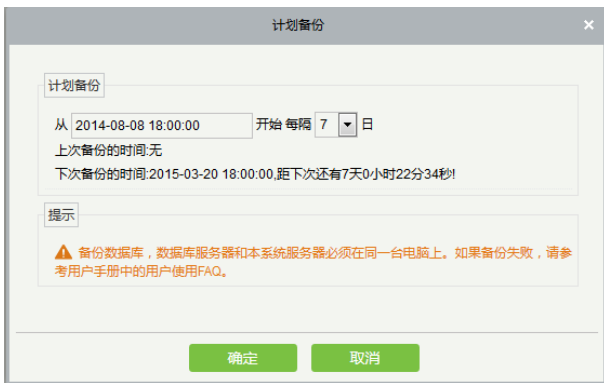 计划备份 ×
计划备份
从 2014-08-08 18:00:00 开始 每隔 7 日
上次备份的时间:无
下次备份的时间:2015-03-20 18:00:00,距下次还有7天0小时22分34秒!
提示
备份数据库，数据库服务器和本系统服务器必须在同一台电脑上。如果备份失败，请参
考用户手册中的用户使用FAQ。
确定 取消